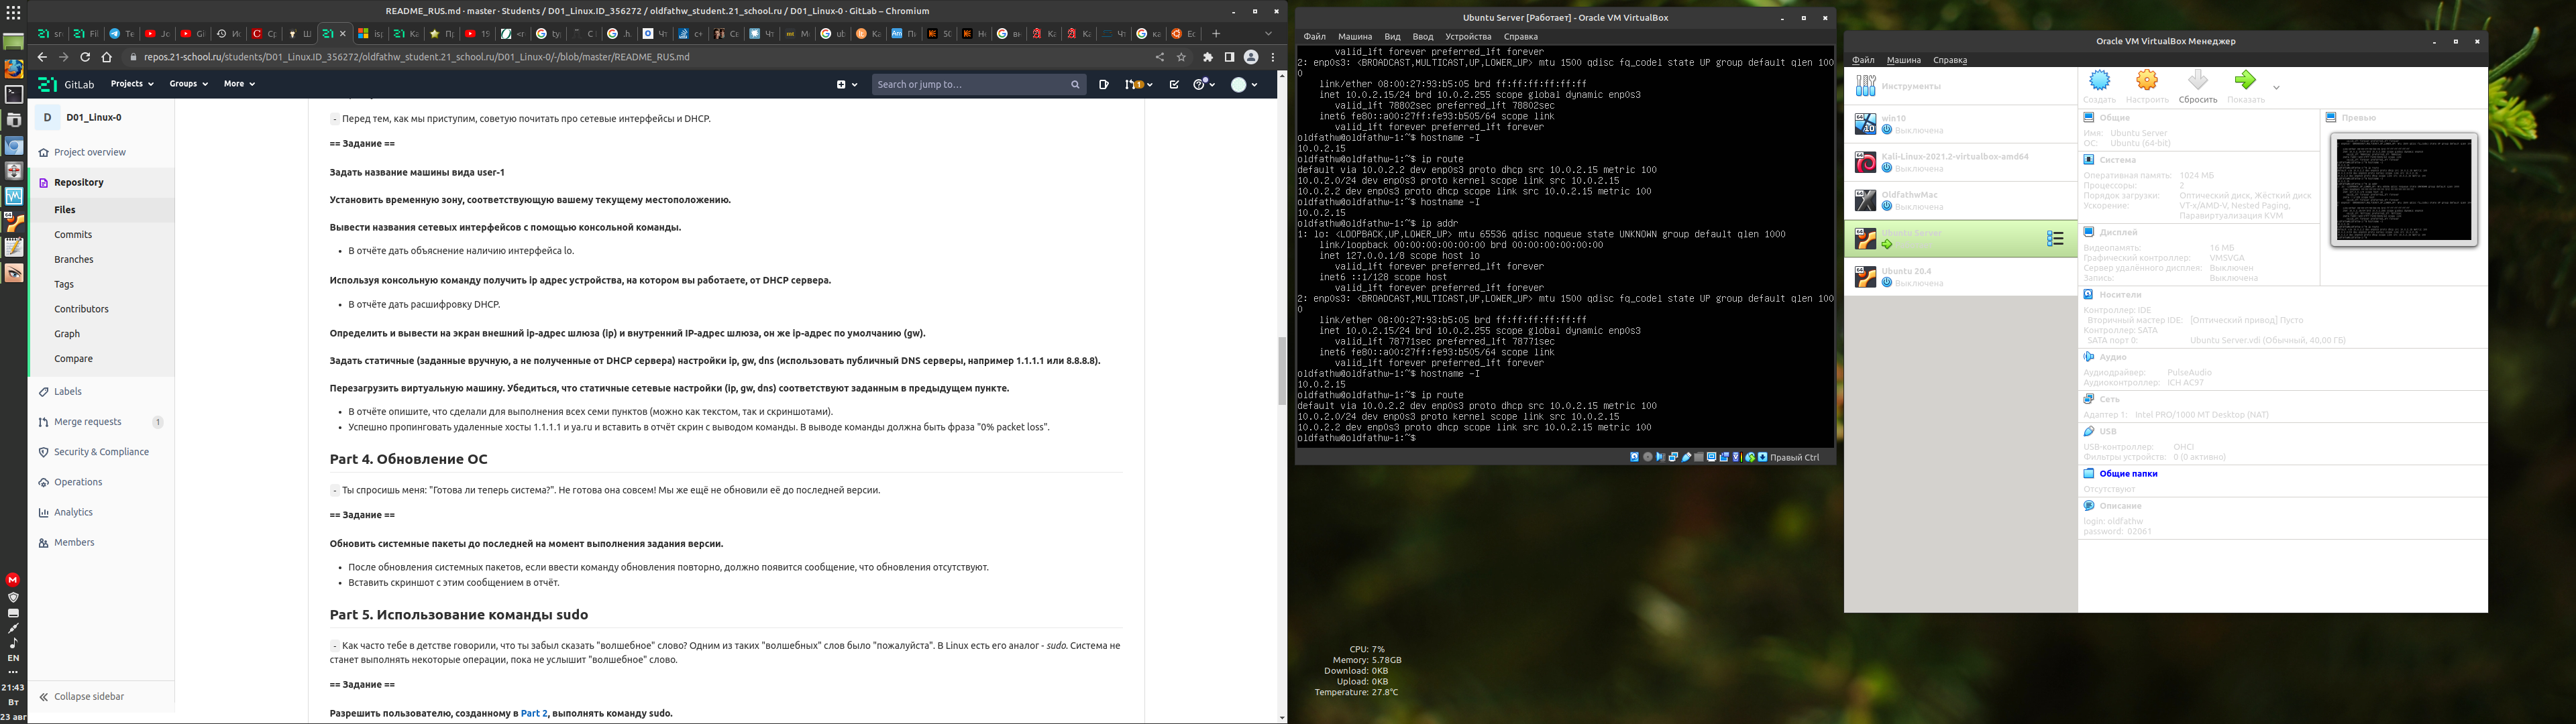 README_RUS.md · master · Students / D01_Linux.ID_356272 / oldfathw_student.21_school.ru / D01_Linux-0 · GitLab – Chromium
repos.21-school.ru/students/D01_Linux.ID_356272/oldfathw_student.21_school.ru/D01_Linux-0/-/blob/master/README_RUS.md
GitLab
Projects
Groups
More
Search or jump to…
D
D01_Linux-0
Project overview
Repository
Files
Commits
Branches
Tags
Contributors
Graph
Compare
Labels
Merge requests
1
Security & Compliance
Operations
Analytics
Members
Collapse sidebar
EN
21:43
Вт
23 авг
- Перед тем, как мы приступим, советую почитать про сетевые интерфейсы и DHCP.
== Задание ==
Задать название машины вида user-1
Установить временную зону, соответствующую вашему текущему местоположению.
Вывести названия сетевых интерфейсов с помощью консольной команды.
• В отчёте дать объяснение наличию интерфейса lo.
Используя консольную команду получить ip адрес устройства, на котором вы работаете, от DHCP сервера.
• В отчёте дать расшифровку DHCP.
Определить и вывести на экран внешний ip-адрес шлюза (ip) и внутренний IP-адрес шлюза, он же ip-адрес по умолчанию (gw).
Задать статичные (заданные вручную, а не полученные от DHCP сервера) настройки ip, gw, dns (использовать публичный DNS серверы, например 1.1.1.1 или 8.8.8.8).
Перезагрузить виртуальную машину. Убедиться, что статичные сетевые настройки (ip, gw, dns) соответствуют заданным в предыдущем пункте.
• В отчёте опишите, что сделали для выполнения всех семи пунктов (можно как текстом, так и скриншотами).
• Успешно пропинговать удаленные хосты 1.1.1.1 и ya.ru и вставить в отчёт скрин с выводом команды. В выводе команды должна быть фраза "0% packet loss".
Part 4. Обновление ОС
- Ты спросишь меня: "Готова ли теперь система?". Не готова она совсем! Мы же ещё не обновили её до последней версии.
== Задание ==
Обновить системные пакеты до последней на момент выполнения задания версии.
• После обновления системных пакетов, если ввести команду обновления повторно, должно появится сообщение, что обновления отсутствуют.
• Вставить скриншот с этим сообщением в отчёт.
Part 5. Использование команды sudo
- Как часто тебе в детстве говорили, что ты забыл сказать "волшебное" слово? Одним из таких "волшебных" слов было "пожалуйста". В Linux есть его аналог - sudo. Система не
станет выполнять некоторые операции, пока не услышит "волшебное" слово.
== Задание ==
Разрешить пользователю, созданному в Part 2, выполнять команду sudo.
Ubuntu Server [Работает] - Oracle VM VirtualBox
Файл Машина Вид Ввод Устройства Справка
valid_lft forever preferred_lft forever
2: enp0s3: <BROADCAST,MULTICAST,UP,LOWER_UP> mtu 1500 qdisc fq_codel state UP group default qlen 100
0
link/ether 08:00:27:93:b5:05 brd ff:ff:ff:ff:ff:ff
inet 10.0.2.15/24 brd 10.0.2.255 scope global dynamic enp0s3
valid_lft 78802sec preferred_lft 78802sec
inet6 fe80::a00:27ff:fe93:b505/64 scope link
valid_lft forever preferred_lft forever
oldfathw@oldfathw-1:~$ hostname -I
10.0.2.15
oldfathw@oldfathw-1:~$ ip route
default via 10.0.2.2 dev enp0s3 proto dhcp src 10.0.2.15 metric 100
10.0.2.0/24 dev enp0s3 proto kernel scope link src 10.0.2.15
10.0.2.2 dev enp0s3 proto dhcp scope link src 10.0.2.15 metric 100
oldfathw@oldfathw-1:~$ hostname -I
10.0.2.15
oldfathw@oldfathw-1:~$ ip addr
1: lo: <LOOPBACK,UP,LOWER_UP> mtu 65536 qdisc noqueue state UNKNOWN group default qlen 1000
link/loopback 00:00:00:00:00:00 brd 00:00:00:00:00:00
inet 127.0.0.1/8 scope host lo
valid_lft forever preferred_lft forever
inet6 ::1/128 scope host
valid_lft forever preferred_lft forever
2: enp0s3: <BROADCAST,MULTICAST,UP,LOWER_UP> mtu 1500 qdisc fq_codel state UP group default qlen 100
0
link/ether 08:00:27:93:b5:05 brd ff:ff:ff:ff:ff:ff
inet 10.0.2.15/24 brd 10.0.2.255 scope global dynamic enp0s3
valid_lft 78771sec preferred_lft 78771sec
inet6 fe80::a00:27ff:fe93:b505/64 scope link
valid_lft forever preferred_lft forever
oldfathw@oldfathw-1:~$ hostname -I
10.0.2.15
oldfathw@oldfathw-1:~$ ip route
default via 10.0.2.2 dev enp0s3 proto dhcp src 10.0.2.15 metric 100
10.0.2.0/24 dev enp0s3 proto kernel scope link src 10.0.2.15
10.0.2.2 dev enp0s3 proto dhcp scope link src 10.0.2.15 metric 100
oldfathw@oldfathw-1:~$
Правый Ctrl
CPU: 7%
Memory: 5.78GB
Download: 0KB
Upload: 0KB
Temperature: 27.8°C
Oracle VM VirtualBox Менеджер
Файл Машина Справка
Инструменты
win10
Выключена
Kali-Linux-2021.2-virtualbox-amd64
Выключена
OldfathwMac
Выключена
Ubuntu Server
Ubuntu 20.4
Выключена
Создать Настроить Сбросить Показать
Общие
Имя: Ubuntu Server
ОС: Ubuntu (64-bit)
Система
Оперативная память: 1024 МБ
Процессоры: 2
Порядок загрузки: Оптический диск, Жёсткий диск
Ускорение: VT-x/AMD-V, Nested Paging,
Паравиртуализация KVM
Превью
Дисплей
Видеопамять: 16 МБ
Графический контроллер: VMSVGA
Сервер удалённого дисплея: Выключен
Запись: Выключена
Носители
Контроллер: IDE
Вторичный мастер IDE: [Оптический привод] Пусто
Контроллер: SATA
SATA порт 0: Ubuntu Server.vdi (Обычный, 40,00 ГБ)
Аудио
Аудиодрайвер: PulseAudio
Аудиоконтроллер: ICH AC97
Сеть
Адаптер 1: Intel PRO/1000 MT Desktop (NAT)
USB
USB-контроллер: OHCI
Фильтры устройств: 0 (0 активно)
Общие папки
Отсутствуют
Описание
login: oldfathw
password: 02061